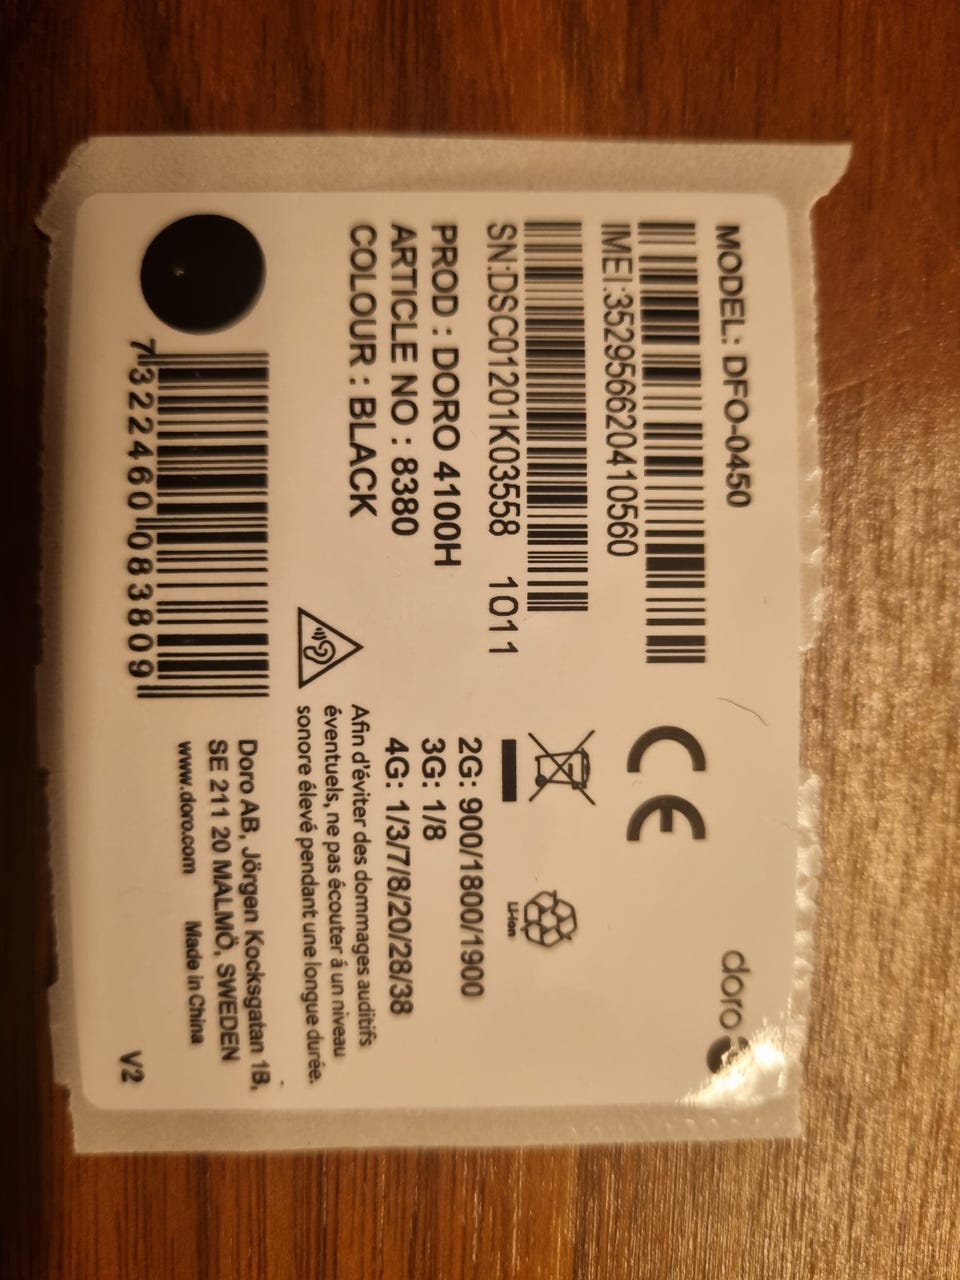 MODEL: DFO-0450
IMEI:352956620410560
SN:DSC01201K03558 1011
PROD : DORO 4100H
ARTICLE NO : 8380
COLOUR : BLACK
7 322460 083809
doro
CE
Li-Ion
2G: 900/1800/1900
3G: 1/8
4G: 1/3/7/8/20/28/38
Afin d'éviter des dommages auditifs
éventuels, ne pas écouter á un niveau
sonore élevé pendant une longue durée.
Doro AB, Jörgen Kocksgatan 1B,
SE 211 20 MALMÖ, SWEDEN
www.doro.com Made in China
V/2